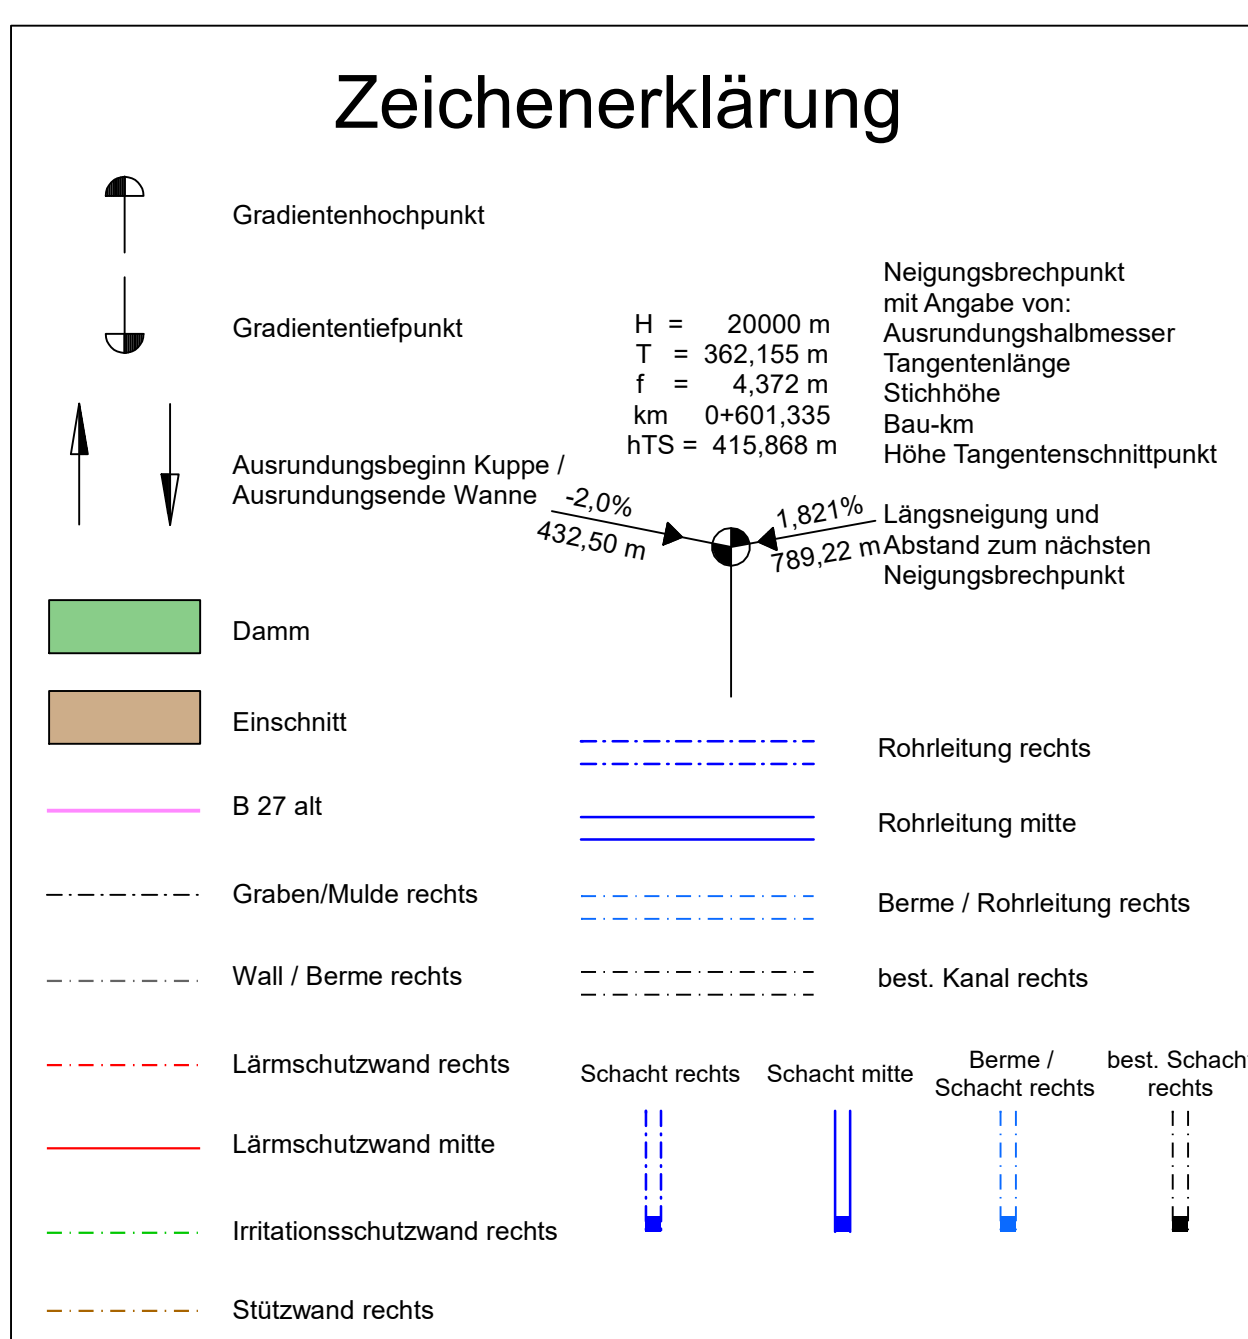 Zeichenerklärung
Gradientenhochpunkt
Gradiententiefpunkt
Ausrundungsbeginn Kuppe /
Ausrundungsende Wanne
H = 20000 m
T = 362,155 m
f = 4,372 m
km 0+601,335
hTS = 415,868 m
Neigungsbrechpunkt
mit Angabe von:
Ausrundungshalbmesser
Tangentenlänge
Stichhöhe
Bau-km
Höhe Tangentenschnittpunkt
-2,0%
432,50 m
1,821%
789,22 m
Längsneigung und
Abstand zum nächsten
Neigungsbrechpunkt
Damm
Einschnitt
B 27 alt
Graben/Mulde rechts
Wall / Berme rechts
Lärmschutzwand rechts
Lärmschutzwand mitte
Irritationsschutzwand rechts
Stützwand rechts
Rohrleitung rechts
Rohrleitung mitte
Berme / Rohrleitung rechts
best. Kanal rechts
Schacht rechts
Schacht mitte
Berme /
Schacht rechts
best. Schach
rechts